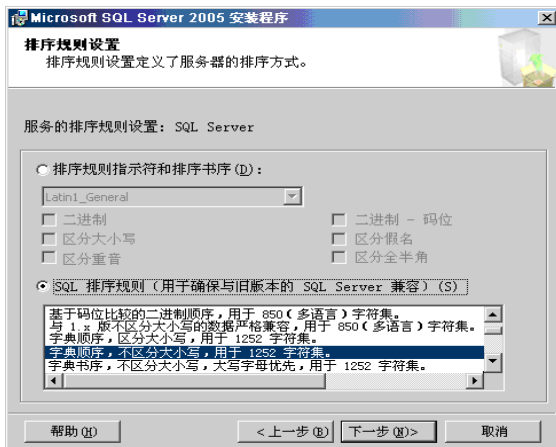 Microsoft SQL Server 2005 安装程序
排序规则设置
排序规则设置定义了服务器的排序方式。
服务的排序规则设置: SQL Server
排序规则指示符和排序书序(D):
Latin1_General
二进制
二进制 - 码位
区分大小写
区分假名
区分重音
区分全半角
SQL 排序规则(用于确保与旧版本的 SQL Server 兼容)(S)
基于码位比较的二进制顺序,用于 850(多语言)字符集。
与 1.x 版不区分大小写的数据严格兼容,用于 850(多语言)字符集。
字典顺序,区分大小写,用于 1252 字符集。
字典顺序,不区分大小写,用于 1252 字符集。
字典书序,不区分大小写,大写字母优先,用于 1252 字符集。
帮助(H)
<上一步(B)
下一步(N)>
取消